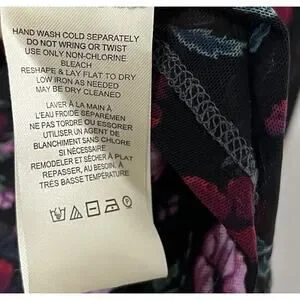 HAND WASH COLD SEPARATELY
DO NOT WRING OR TWIST
USE ONLY NON-CHLORINE
BLEACH
RESHAPE & LAY FLAT TO DRY
LOW IRON AS NEEDED
MAY BE DRY CLEANED
LAVER À LA MAIN À
L'EAU FROIDE SÉPARÉMENT
NE PAS TORDRE OU ESSORER
UTILISER UN AGENT DE
BLANCHIMENT SANS CHLORE
SI NÉCESSAIRE
REMODELER ET SÉCHER À PLAT
REPASSER, AU BESOIN, À
TRÈS BASSE TEMPÉRATURE